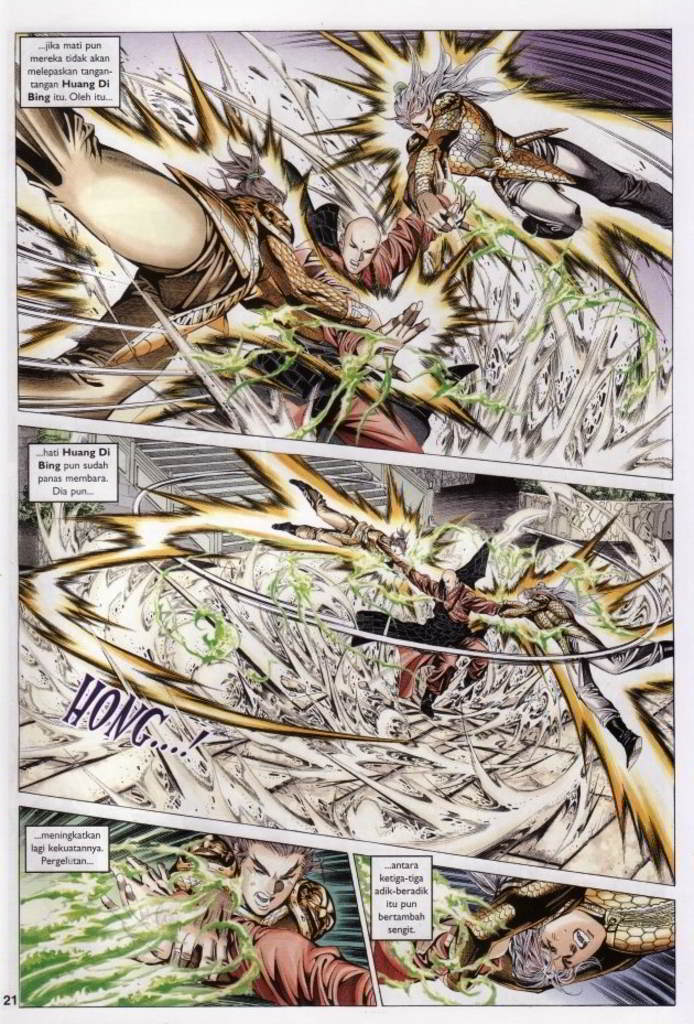 ...jika mati pun
mereka tidak akan
melepaskan tangan-
tangan Huang Di
Bing itu. Oleh itu...
...hati Huang Di
Bing pun sudah
panas membara.
Dia pun...
HONG....!
...meningkatkan
lagi kekuatannya.
Pergelutan...
...antara
ketiga-tiga
adik-beradik
itu pun
bertambah
sengit.
21